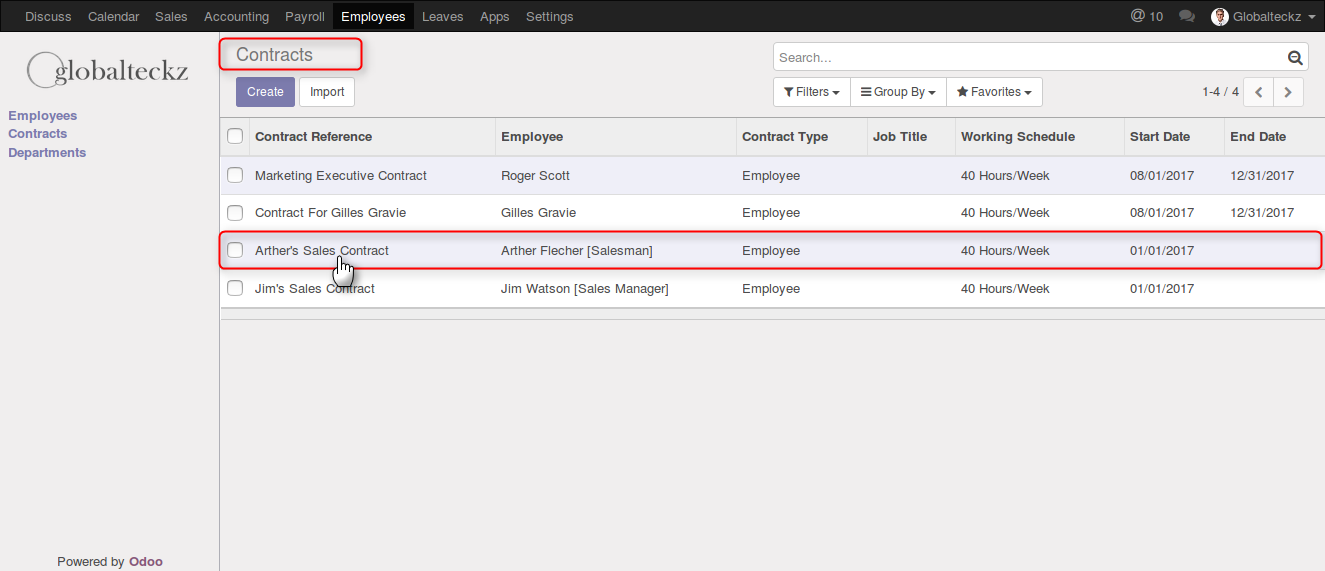 Discuss Calendar Sales Accounting Payroll Employees Leaves Apps Settings @ 10 Globalteckz
globalteckz
Contracts
Search...
Create Import
Filters Group By Favorites 1-4 / 4
Employees
Contracts
Departments
Contract Reference Employee Contract Type Job Title Working Schedule Start Date End Date
Marketing Executive Contract Roger Scott Employee 40 Hours/Week 08/01/2017 12/31/2017
Contract For Gilles Gravie Gilles Gravie Employee 40 Hours/Week 08/01/2017 12/31/2017
Arther's Sales Contract Arther Flecher [Salesman] Employee 40 Hours/Week 01/01/2017
Jim's Sales Contract Jim Watson [Sales Manager] Employee 40 Hours/Week 01/01/2017
Powered by Odoo